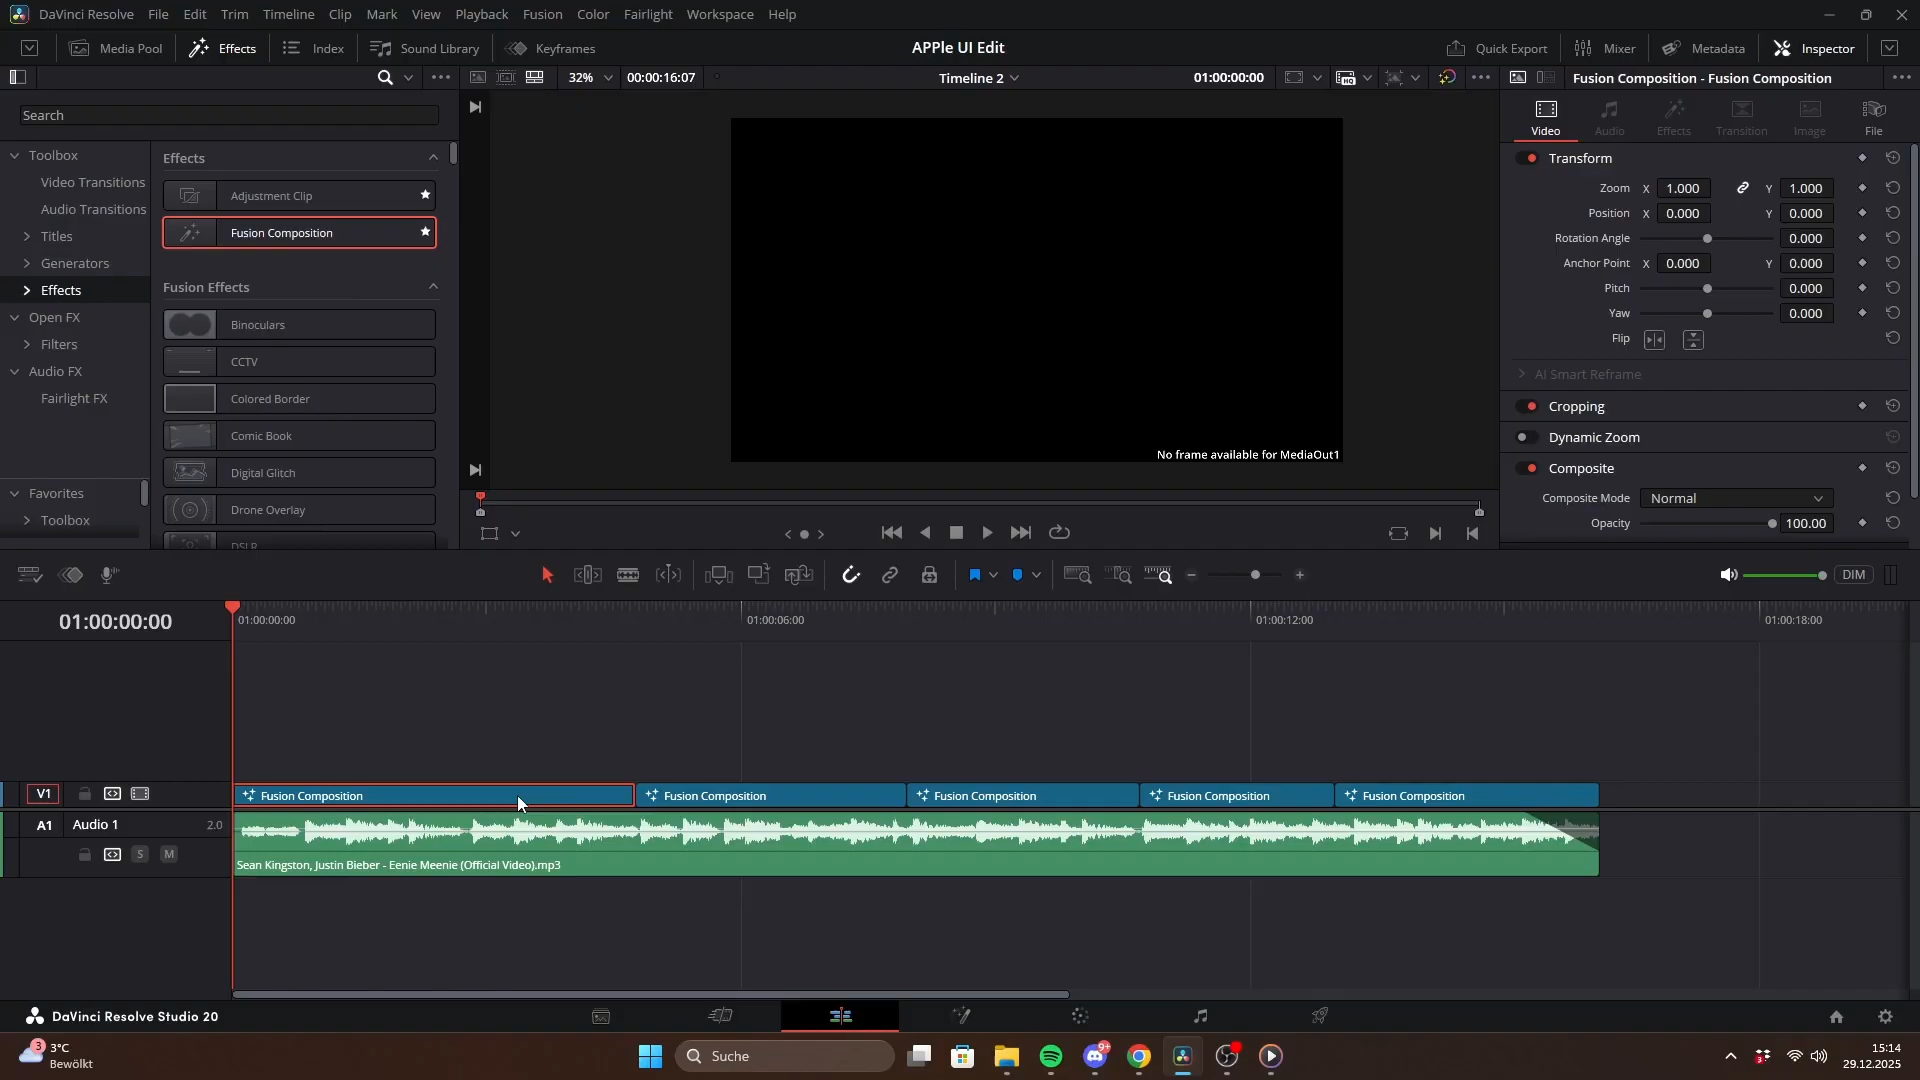 DaVinci Resolve File Edit Trim Timeline Clip Mark View Playback Fusion Color Fairlight Workspace Help
Media Pool Effects Index Sound Library Keyframes APPle UI Edit Quick Export Mixer Metadata Inspector
32% 00:00:16:07 Timeline 2 01:00:00:00 HQ Fusion Composition - Fusion Composition
Search
Video Audio Effects Transition Image File
Toolbox
Video Transitions
Audio Transitions
Titles
Generators
Effects
Open FX
Filters
Audio FX
Fairlight FX
Favorites
Toolbox
Effects
Adjustment Clip
Fusion Composition
Fusion Effects
Binoculars
CCTV
Colored Border
Comic Book
Digital Glitch
Drone Overlay
DSLR
No frame available for MediaOut1
Transform
Zoom X 1.000 Y 1.000
Position X 0.000 Y 0.000
Rotation Angle 0.000
Anchor Point X 0.000 Y 0.000
Pitch 0.000
Yaw 0.000
Flip
AI Smart Reframe
Cropping
Dynamic Zoom
Composite
Composite Mode Normal
Opacity 100.00
DIM
01:00:00:00 01:00:00:00 01:00:06:00 01:00:12:00 01:00:18:00
V1 Fusion Composition Fusion Composition Fusion Composition Fusion Composition Fusion Composition
A1 Audio 1 2.0
S M
Sean Kingston, Justin Bieber - Eenie Meenie (Official Video).mp3
DaVinci Resolve Studio 20
3 3°C
Bewölkt
Suche
9+
3
15:14
29.12.2025